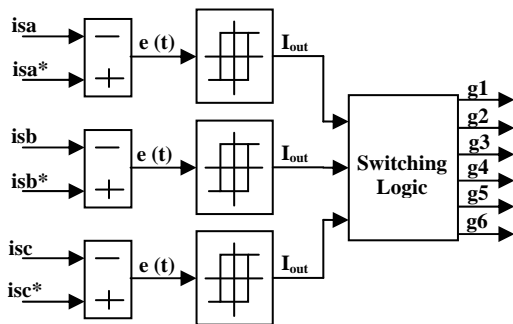 isa
isa*
e (t)
Iout
isb
isb*
e (t)
Iout
isc
isc*
e (t)
Iout
Switching
Logic
g1
g2
g3
g4
g5
g6